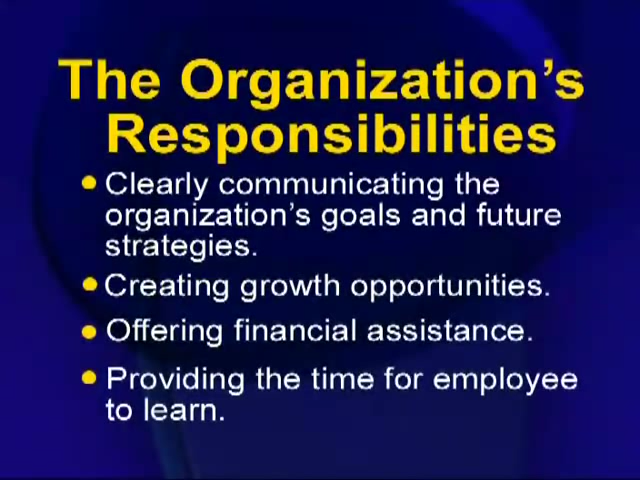 The Organization's
Responsibilities
Clearly communicating the
organization's goals and future
strategies.
Creating growth opportunities.
Offering financial assistance.
Providing the time for employee
to learn.